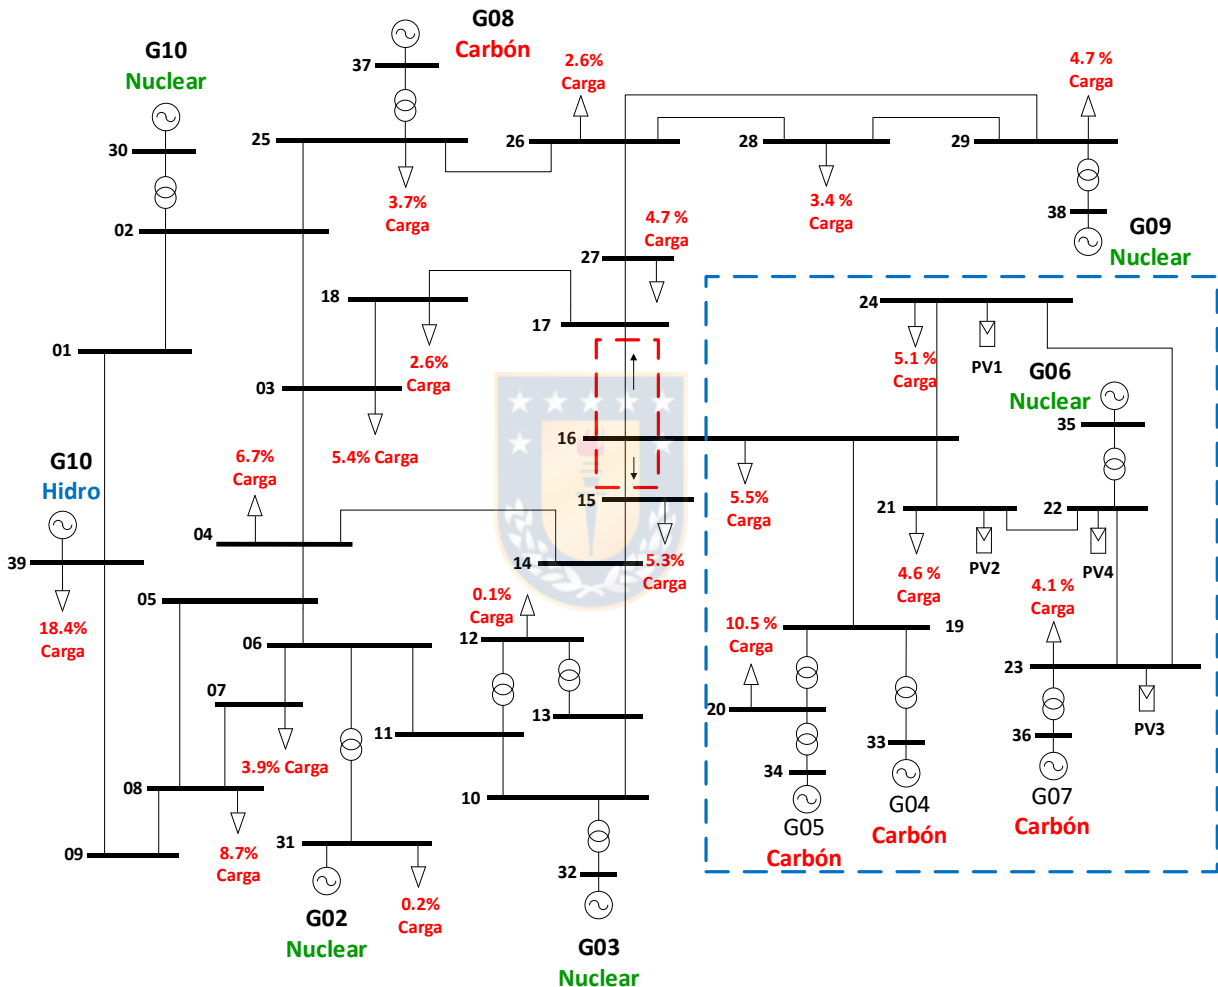 G08
Carbón
37
G10
Nuclear
30
25
3.7%
Carga
2.6%
Carga
26
28
3.4 %
Carga
4.7 %
Carga
29
38
G09
Nuclear
02
4.7 %
Carga
27
18
17
2.6%
Carga
01
03
5.4% Carga
24
5.1 %
Carga
PV1
G06
Nuclear
35
16
5.5%
Carga
15
5.3%
Carga
G10
Hidro
39
18.4%
Carga
6.7%
Carga
04
14
21
4.6 %
Carga
PV2
22
PV4
4.1 %
Carga
05
0.1%
Carga
12
06
10.5 %
Carga
19
23
PV3
07
3.9% Carga
11
13
20
33
36
34
G05
Carbón
G04
Carbón
G07
Carbón
08
8.7%
Carga
10
09
31
0.2%
Carga
G02
Nuclear
32
G03
Nuclear